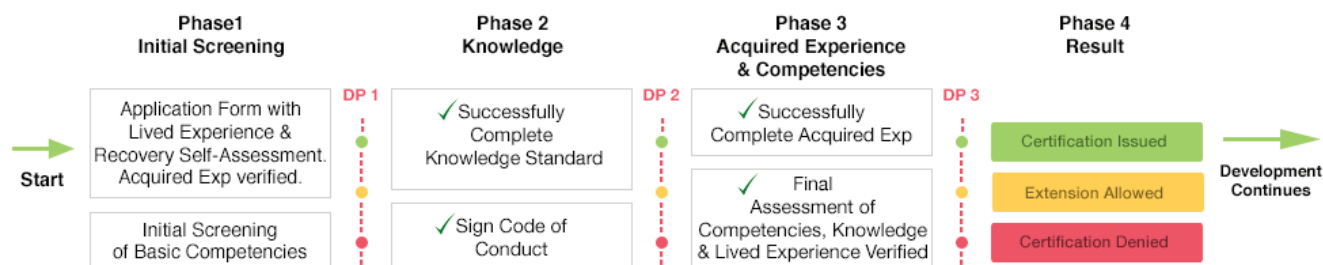 Phase1
Initial Screening
Phase 2
Knowledge
Phase 3
Acquired Experience
& Competencies
Phase 4
Result
Start
Application Form with
Lived Experience &
Recovery Self-Assessment.
Acquired Exp verified.
Initial Screening
of Basic Competencies
DP 1
Successfully
Complete
Knowledge Standard
Sign Code of
Conduct
DP 2
Successfully
Complete Acquired Exp
Final
Assessment of
Competencies, Knowledge
& Lived Experience Verified
DP 3
Certification Issued
Extension Allowed
Certification Denied
Development
Continues